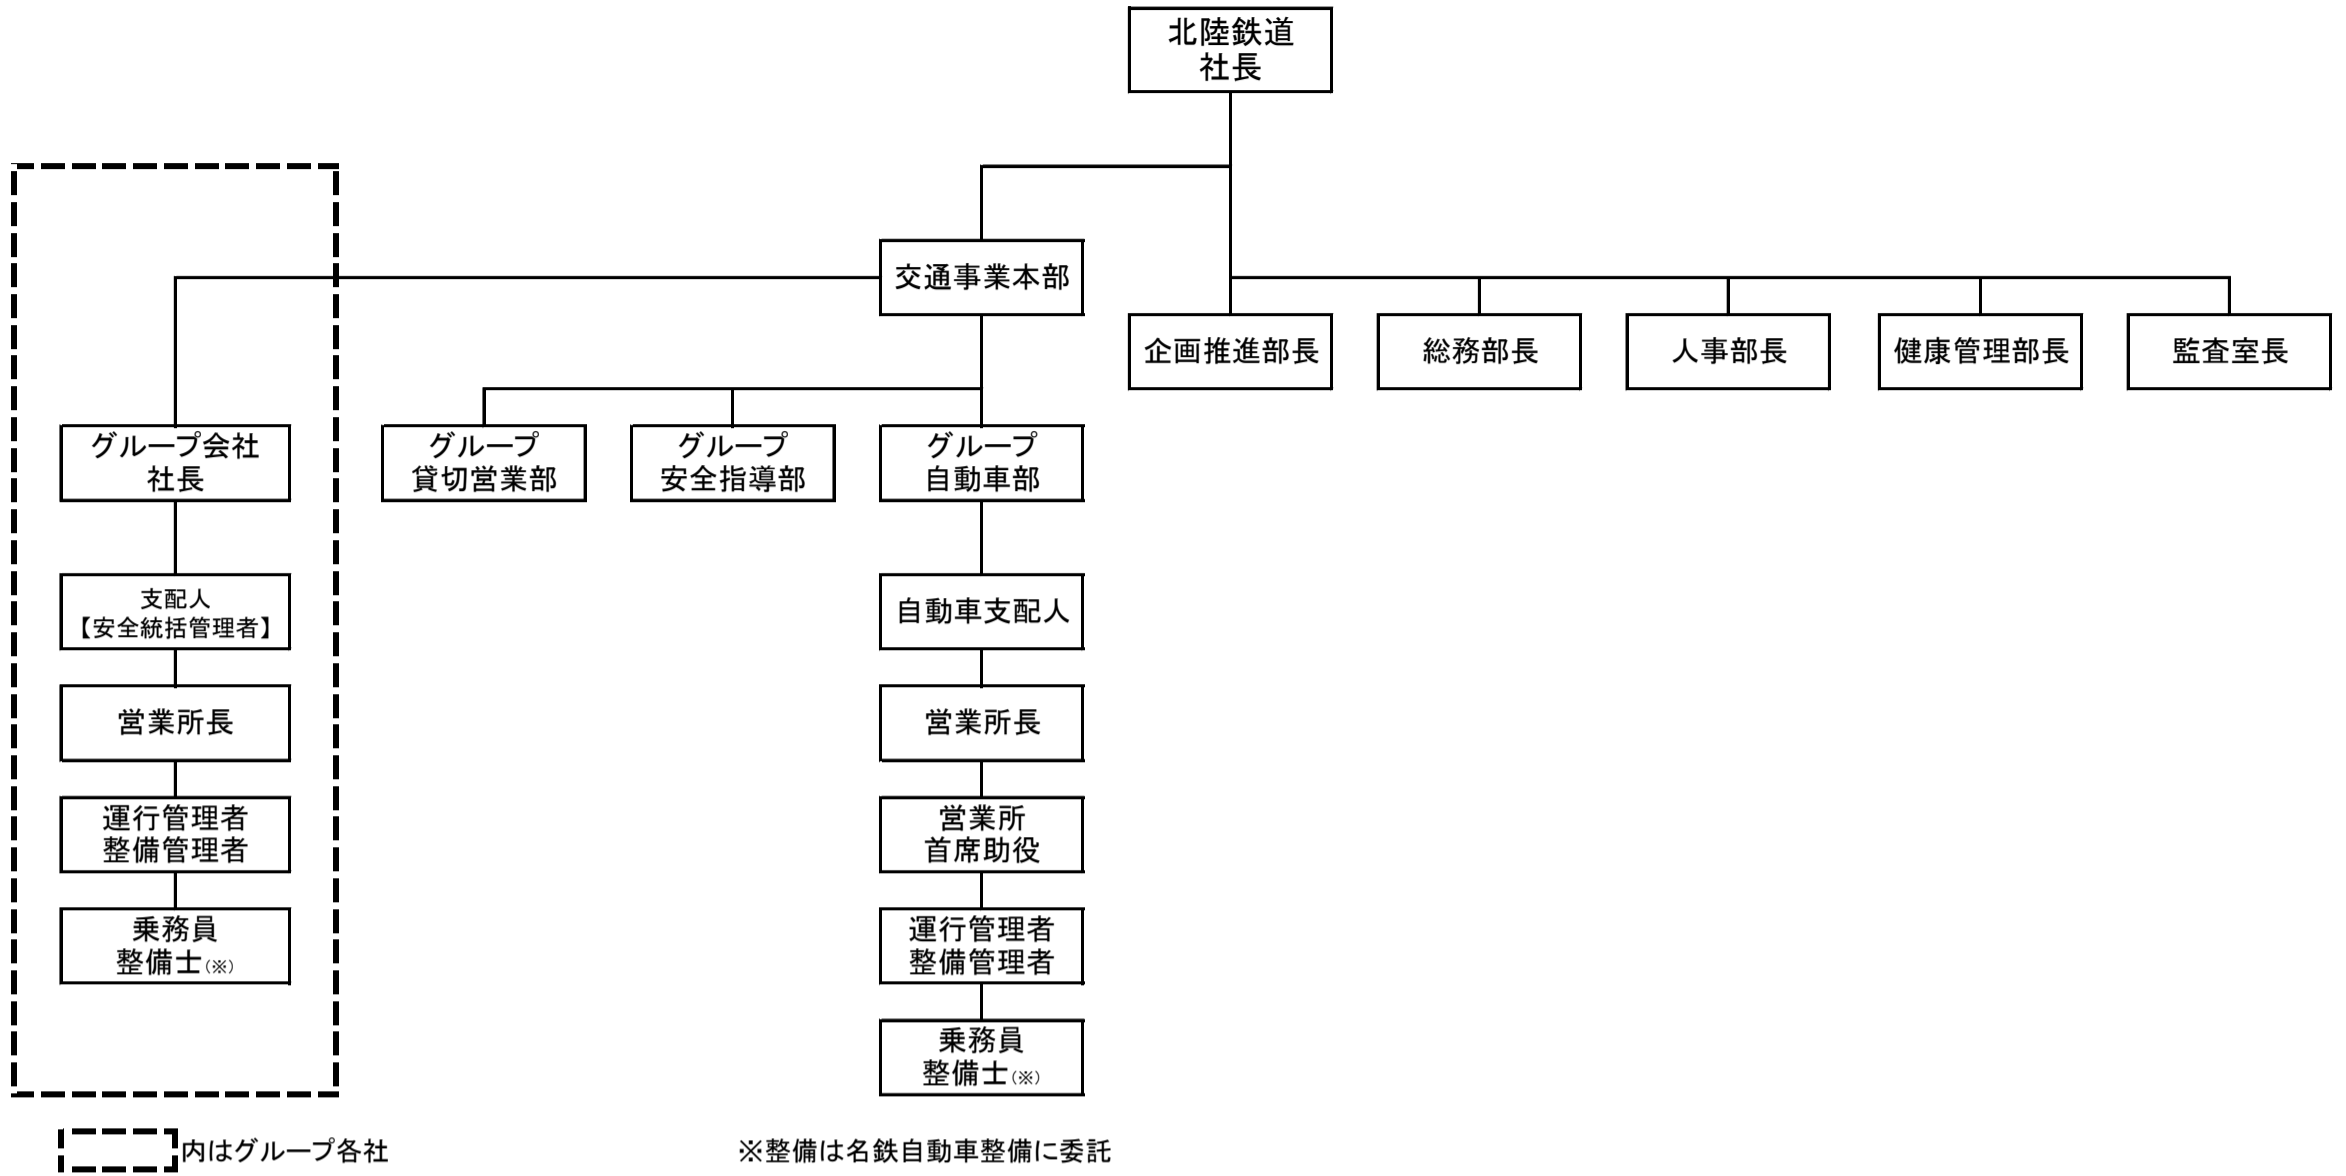 北陸鉄道
社長
交通事業本部
企画推進部長
総務部長
人事部長
健康管理部長
監査室長
グループ会社
社長
グループ
貸切営業部
グループ
安全指導部
グループ
自動車部
支配人
【安全統括管理者】
自動車支配人
営業所長
営業所長
運行管理者
整備管理者
営業所
首席助役
乗務員
整備士(※)
運行管理者
整備管理者
乗務員
整備士(※)
内はグループ各社
※整備は名鉄自動車整備に委託